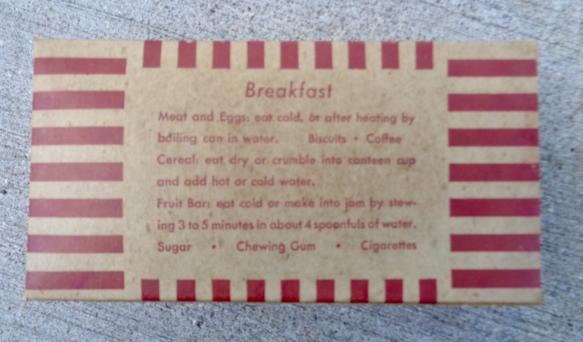 Breakfast
Meat and Eggs: eat cold, or after heating by
boiling can in water. Biscuits • Coffee
Cereal: eat dry or crumble into canteen cup
and add hot or cold water.
Fruit Bar: eat cold or make into jam by stew-
ing 3 to 5 minutes in about 4 spoonfuls of water.
Sugar • Chewing Gum • Cigarettes